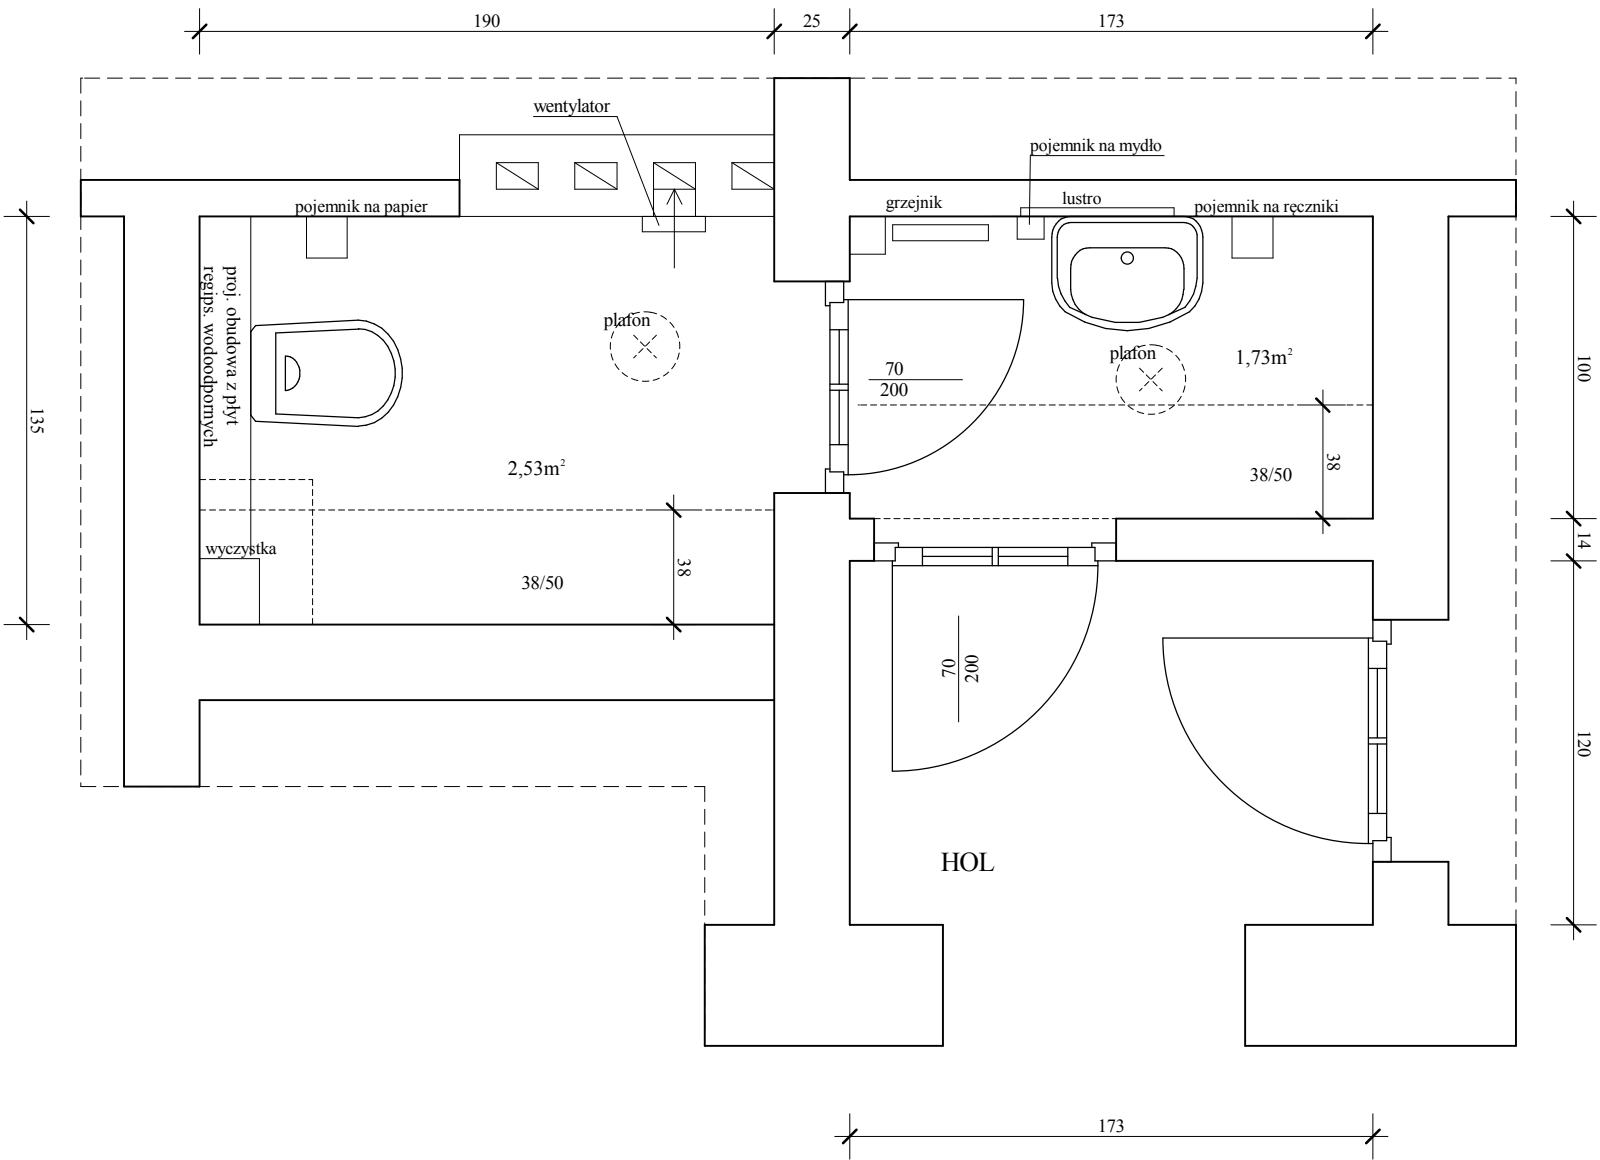 190
25
173
wentylator
pojemnik na mydło
pojemnik na papier
grzejnik
lustro
pojemnik na ręczniki
proj. obudowa z płyt
regips. wodoodpornych
plafon
plafon
1,73m²
70
200
100
135
2,53m²
38/50
38
14
wyczystka
38/50
38
70
200
120
HOL
173